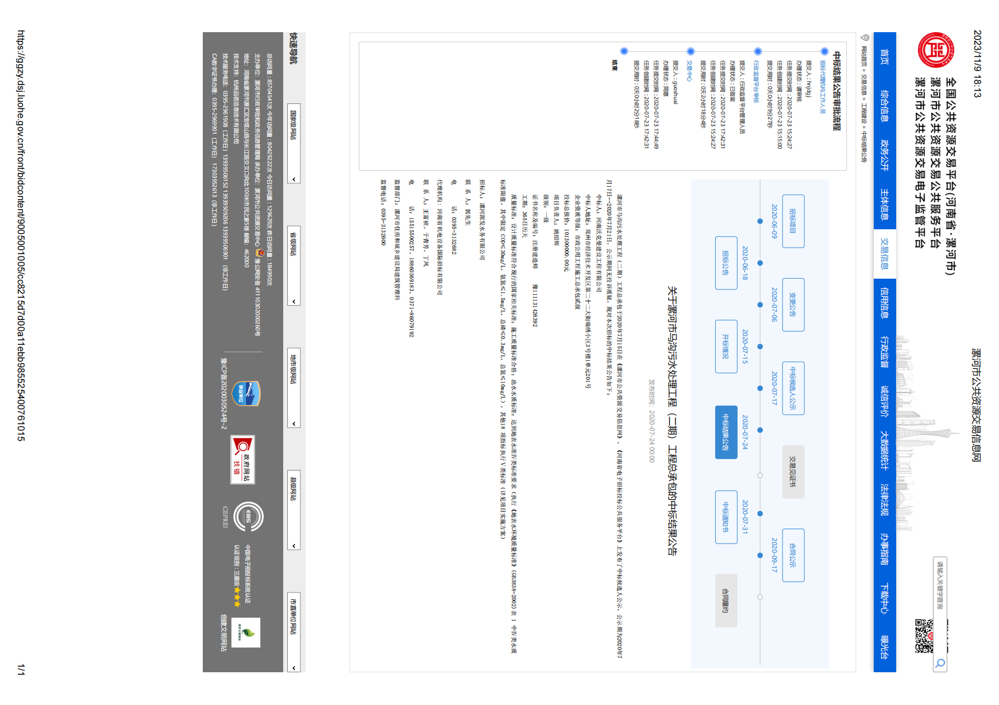 2023/11/9 18:13
漯河市公共资源交易信息网
全国公共资源交易平台(河南省·漯河市)
漯河市公共资源交易公共服务平台
漯河市公共资源交易电子监管平台
请输入关键字查询
首页 综合信息 政务公开 主体信息 交易信息 信用信息 行政监督 诚信评价 大数据统计 法律法规 办事指南 下载中心 曝光台
网站首页 > 交易信息 > 工程建设 > 中标结果公告
中标结果公告审批流程
招标代理机构工作人员
提交人：hnjdgj
办理状态：请审核
任务提交时间：2020-07-23 15:24:27
任务创建时间：2020-07-23 15:15:00
提交用时：0天0小时9分27秒
行政监督平台审核
提交人：行政监督平台管理人员
办理状态：已备案
任务提交时间：2020-07-23 17:42:31
任务创建时间：2020-07-23 15:24:27
提交用时：0天2小时18分4秒
交易中心
提交人：guoshuai
办理状态：同意
任务提交时间：2020-07-23 17:44:49
任务创建时间：2020-07-23 17:42:31
提交用时：0天0小时2分18秒
结束
招标项目 变更公告 中标候选人公示 交易见证书 合同公示
2020-06-09 2020-07-06 2020-07-17 2020-09-17
2020-06-18 2020-07-15 2020-07-24 2020-07-31
招标公告 开标情况 中标结果公告 中标通知书 合同履约
关于漯河市马沟污水处理工程（二期）工程总承包的中标结果公告
发布时间：2020-07-24 00:00
漯河市马沟污水处理工程（二期）工程总承包于2020年7月15日在《漯河市公共资源交易信息网》、《河南省电子招标投标公共服务平台》上发布了中标候选人公示，公示期为2020年7
月17日--2020年7月21日，公示期间无投诉质疑，现对本次招标的中标结果公告如下：
中标人：河南沃克曼建设工程有限公司
中标人地址：郑州市经济技术开发区第二十二大街瑞绣小区3号楼1单元201号
企业资质等级：市政公用工程施工总承包贰级
投标总报价：101300000.00元
项目负责人：姚绍辉
级别：一级
证书名称及编号：注册建造师 豫1111314263​92
工期：365日历天
质量标准：设计质量标准符合现行的国家相关标准；施工质量标准合格；出水水质标准：达到地表水准Ⅳ类标准要求（执行《地表水环境质量标准》(GB3838-2002)表 1 中Ⅳ类水质
标准限值，其中限定 COD≤30mg/L，氨氮≤1.5mg/L，总磷≤0.3mg/L，总氮≤10mg/L），其他18 项指标执行Ⅴ类标准（详见项目实施方案）
招标人：漯河源发水务有限公司
联 系 人：郭先生
电 话：0395-3132682
代理机构：河南省机电设备国际招标有限公司
联 系 人：王富祯、于青芳、丁凤
电 话：15515500257、18860369183、0371-86079192
监督部门：漯河市住房和城乡建设局建筑管理科
监督电话：0395-3132600
快速导航
国家级网站 省级网站 地市级网站 县级网站 市直单位网站
总访问量：85704541次 今年访问量：80429222次 今日访问量：129629次 昨日访问量：184990次
主办单位：漯河市行政审批和政务信息管理局 承办单位：漯河市公共资源交易中心 豫公网安备 41110302000260号
地址：河南省漯河市源汇区宝塔山路与长江路交叉口向北100米市民之家5楼 邮编：462000
技术支持：杭州品茗信息技术有限公司
技术服务电话：0395-2961908（工作日）13939506152 13939509206 13939506901 （非工作日）
CA数字证书办理：0395-2969901（工作日） 17303952613（非工作日）
事业单位
豫ICP备2020030524号-2
政府网站
找错
EBS
CEPREI
中国电子招投标系统认证
认证级别：三星级
创建文明网站
https://ggzy.dsj.luohe.gov.cn/front/bidcontent/9005001005/cc8215d7d00a11ebb985525400761015
1/1